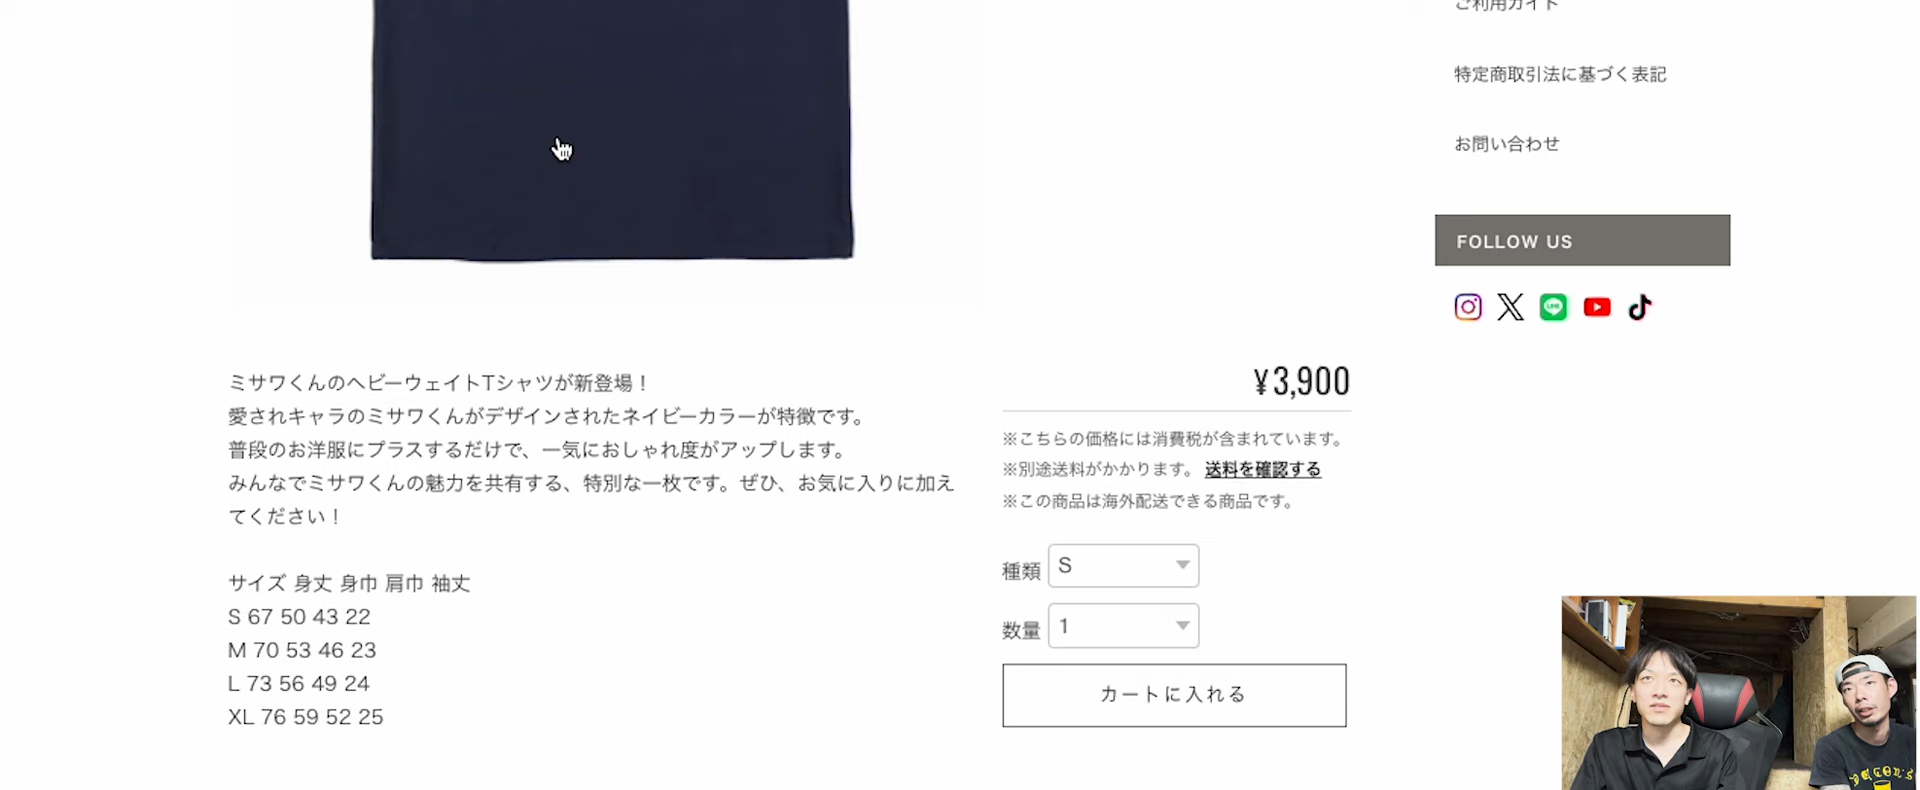 ご利用ガイド
特定商取引法に基づく表記
お問い合わせ
FOLLOW US
ミサワくんのヘビーウェイトTシャツが新登場！
愛されキャラのミサワくんがデザインされたネイビーカラーが特徴です。
普段のお洋服にプラスするだけで、一気におしゃれ度がアップします。
みんなでミサワくんの魅力を共有する、特別な一枚です。ぜひ、お気に入りに加え
てください！
サイズ 身丈 身巾 肩巾 袖丈
S 67 50 43 22
M 70 53 46 23
L 73 56 49 24
XL 76 59 52 25
¥3,900
※こちらの価格には消費税が含まれています。
※別途送料がかかります。 送料を確認する
※この商品は海外配送できる商品です。
種類 S
数量 1
カートに入れる